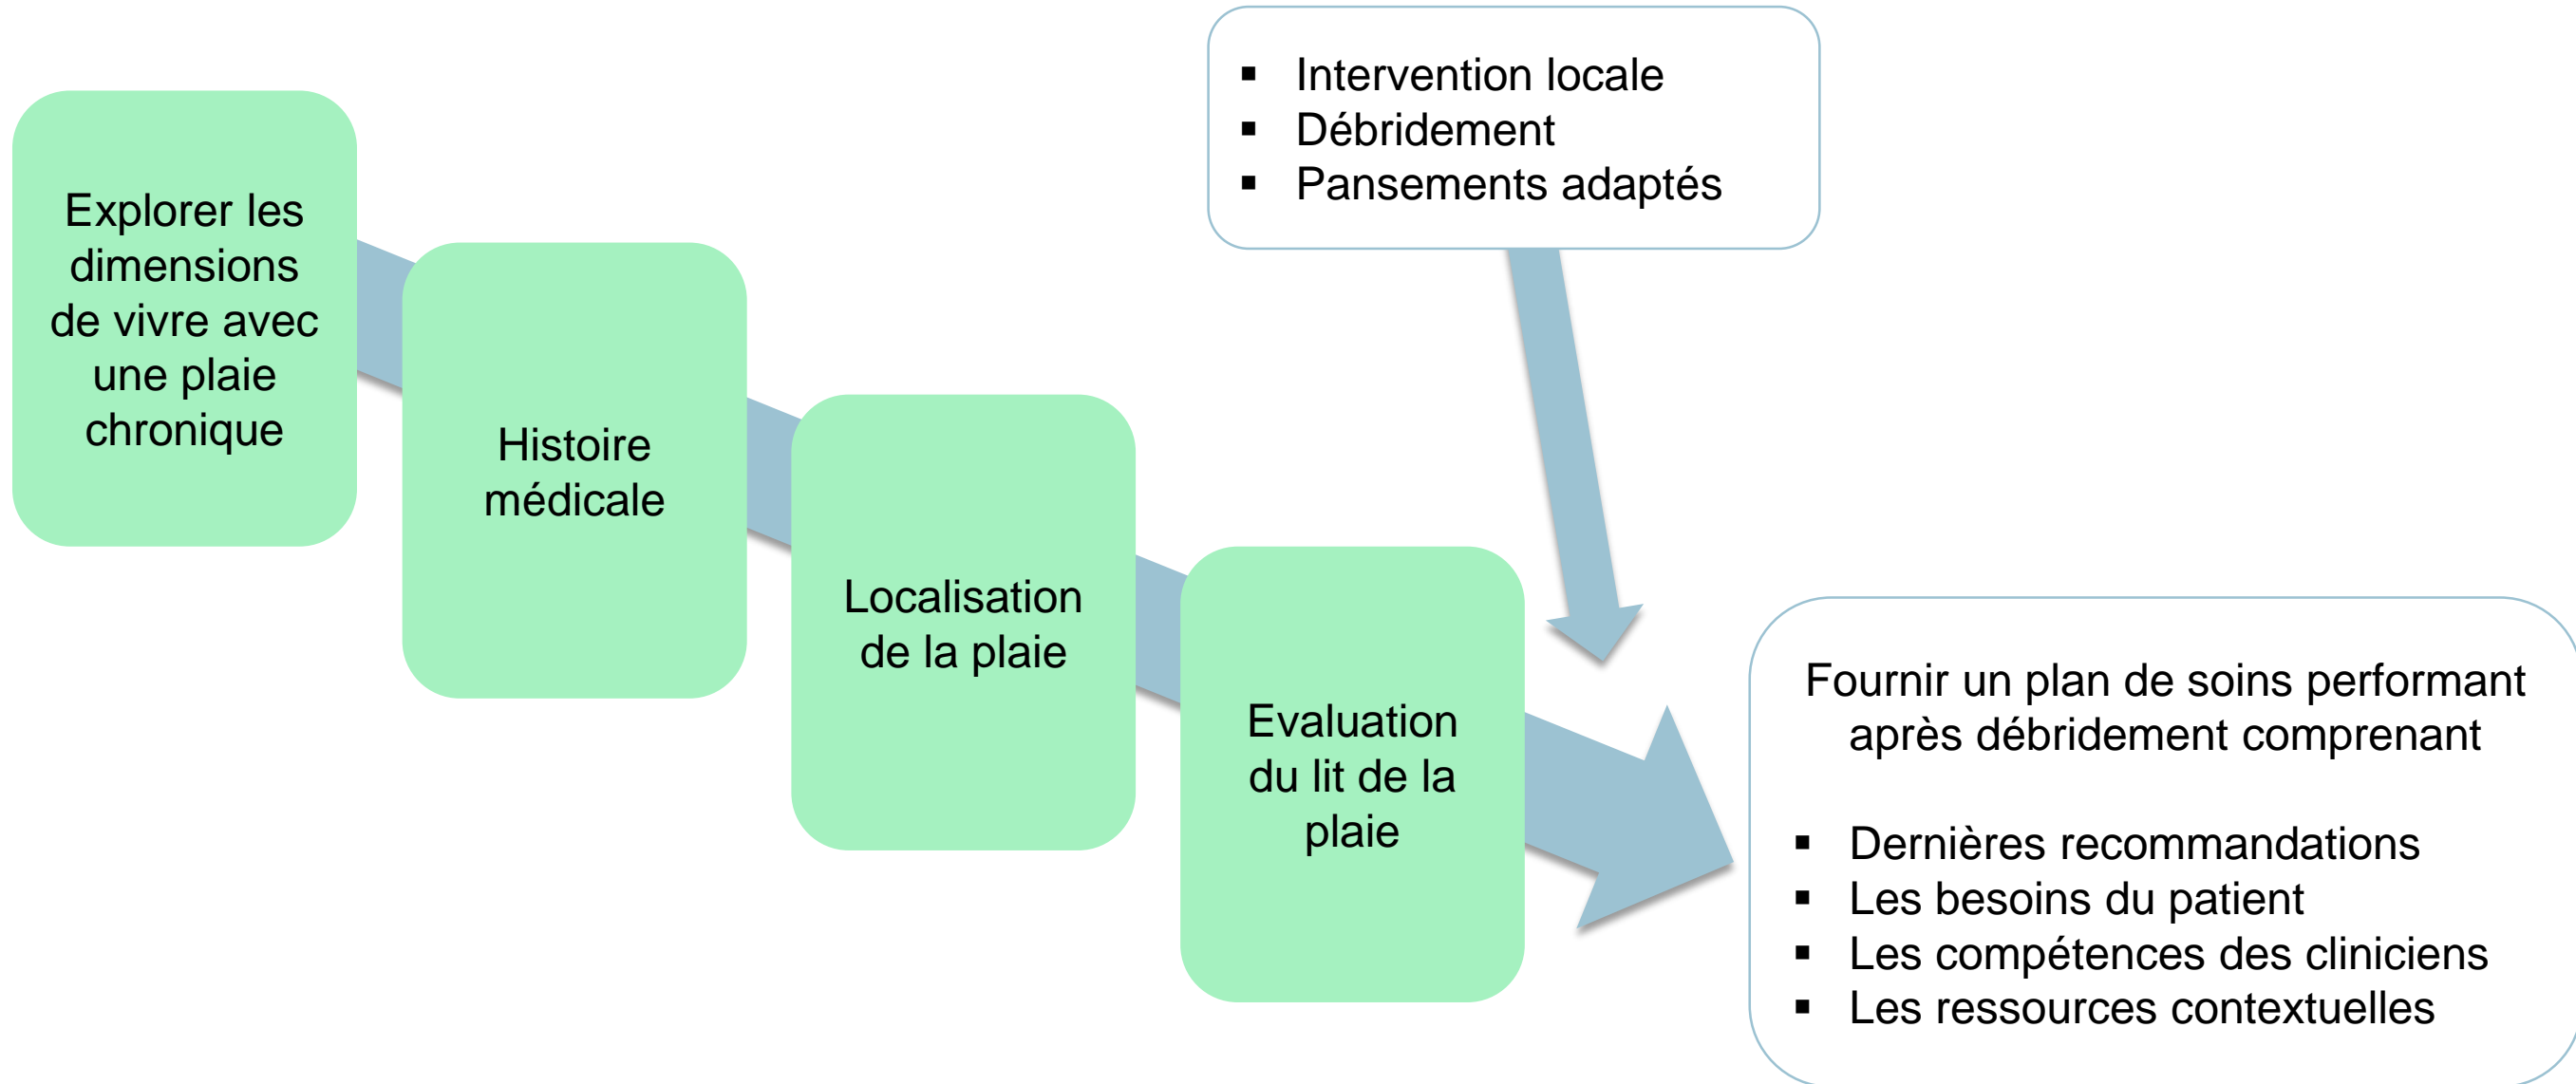 Explorer les
dimensions
de vivre avec
une plaie
chronique
Histoire
médicale
Localisation
de la plaie
Evaluation
du lit de la
plaie
▪ Intervention locale
▪ Débridement
▪ Pansements adaptés
Fournir un plan de soins performant
après débridement comprenant
▪ Dernières recommandations
▪ Les besoins du patient
▪ Les compétences des cliniciens
▪ Les ressources contextuelles